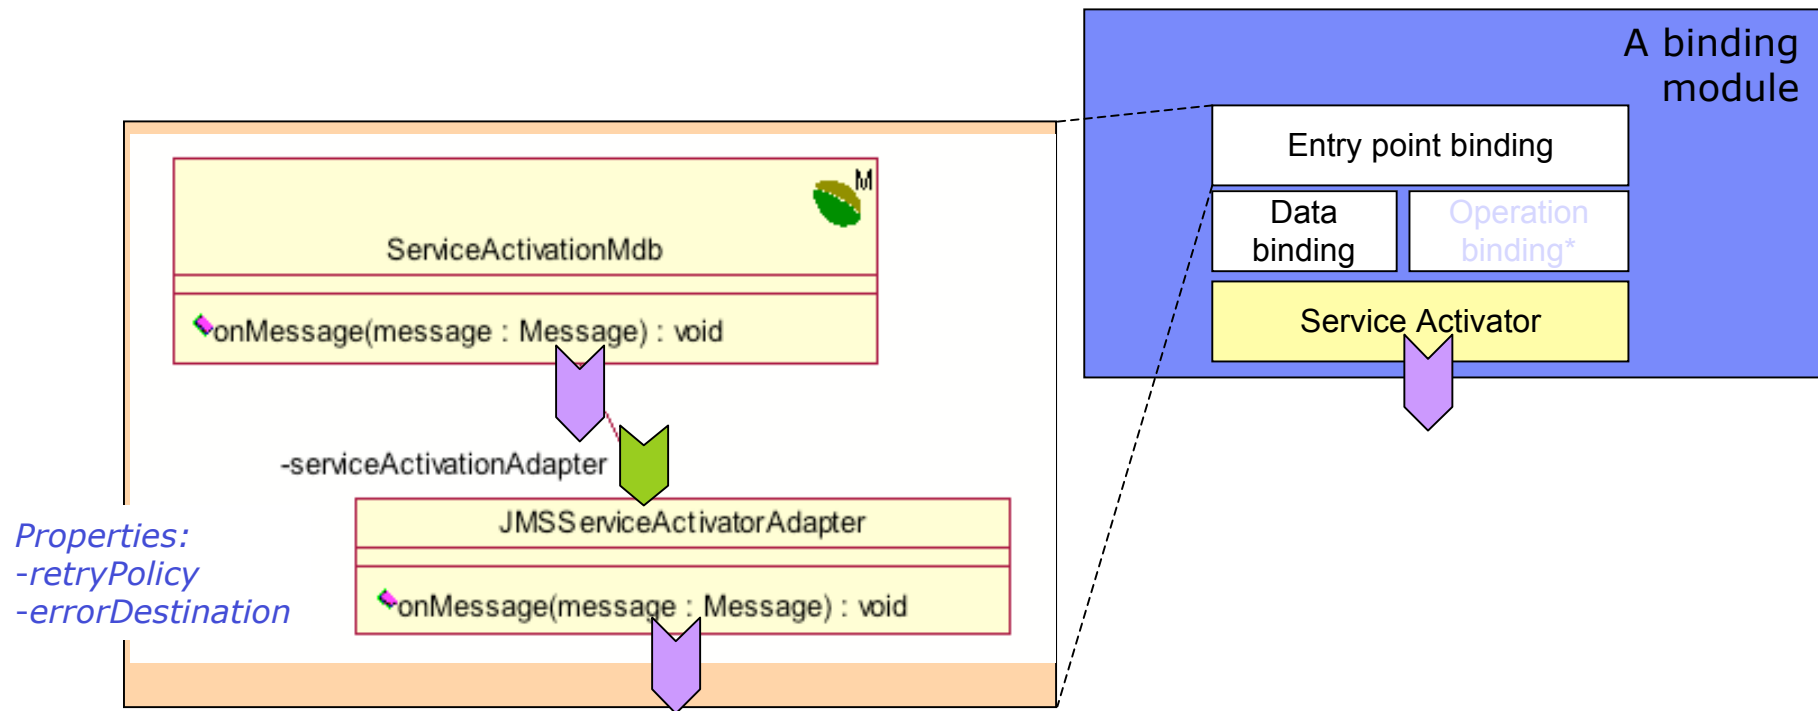 A binding
module
Entry point binding
Data
binding
Operation
binding*
Service Activator
M
ServiceActivationMdb
onMessage(message : Message) : void
-serviceActivationAdapter
JMSServiceActivatorAdapter
onMessage(message : Message) : void
Properties:
-retryPolicy
-errorDestination